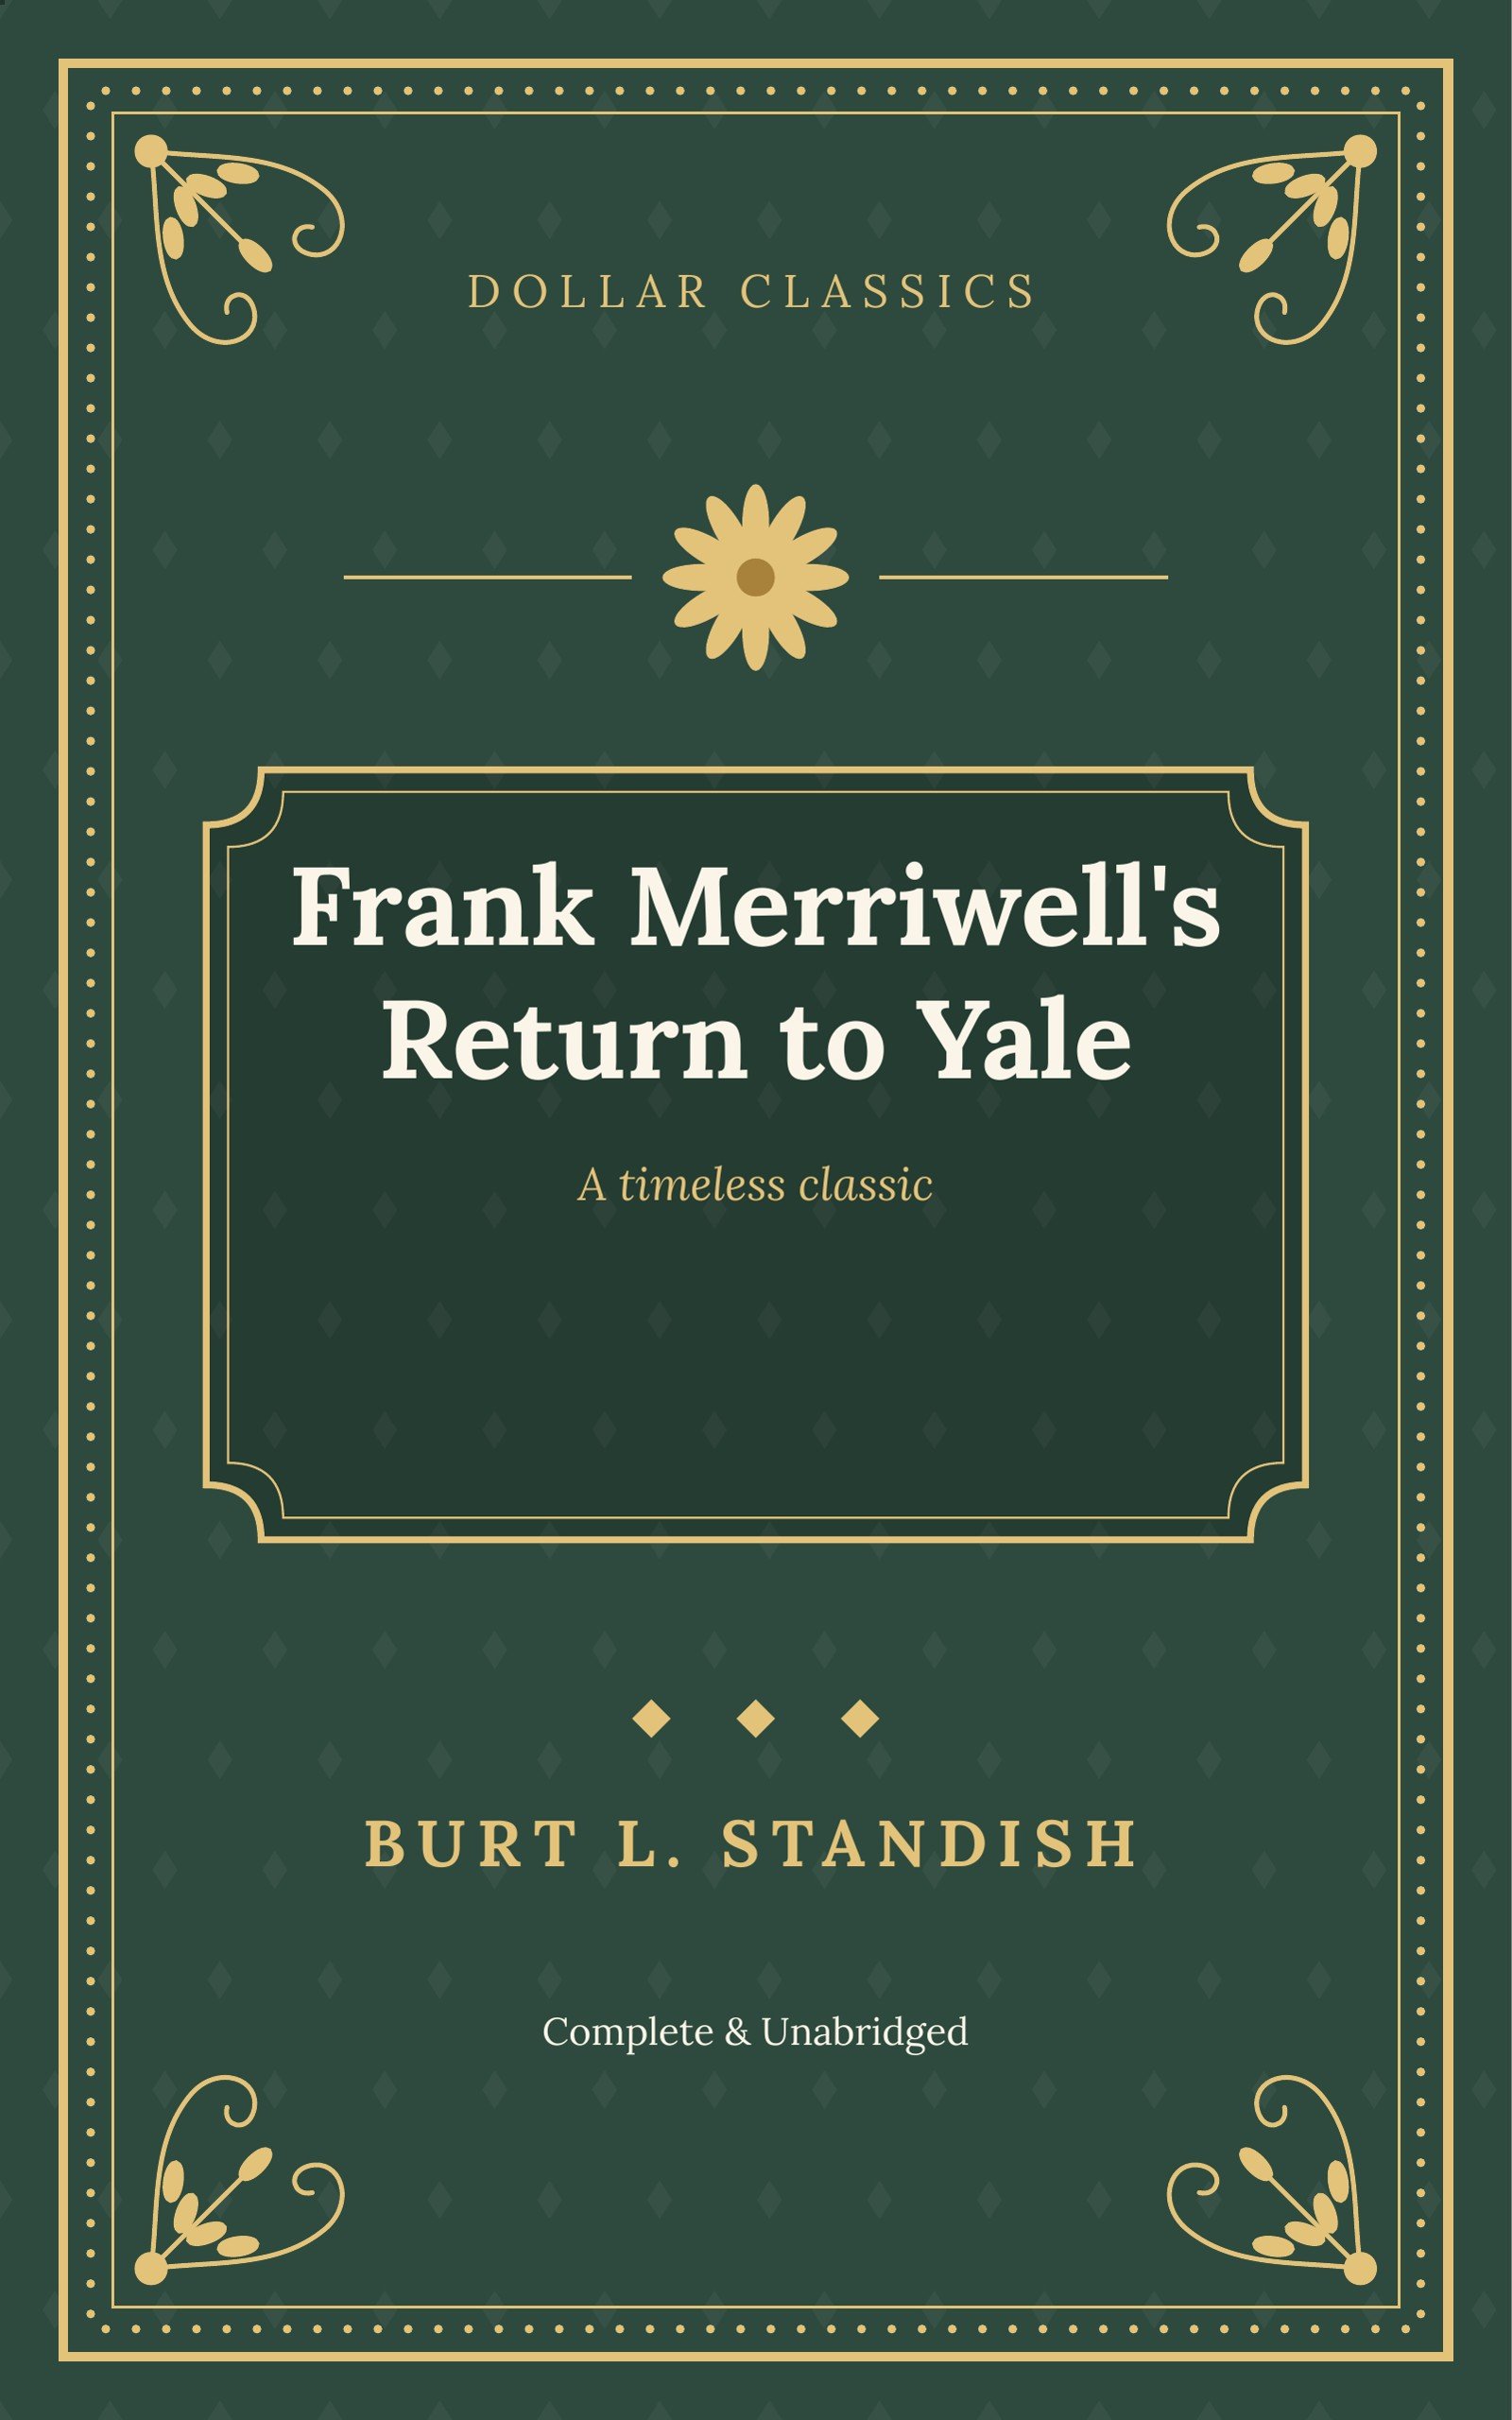 DOLLAR CLASSICS
Frank Merriwell's
Return to Yale
A timeless classic
BURT L. STANDISH
Complete & Unabridged